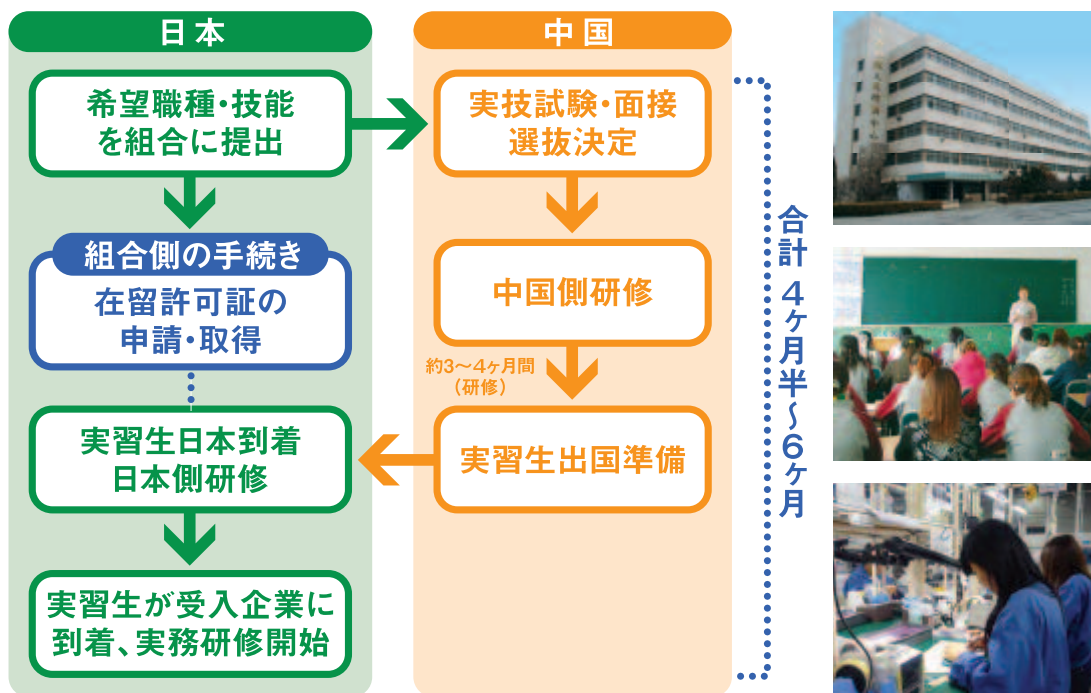 日本
希望職種・技能
を組合に提出
組合側の手続き
在留許可証の
申請・取得
実習生日本到着
日本側研修
実習生が受入企業に
到着、実務研修開始
中国
実技試験・面接
選抜決定
中国側研修
約3〜4ヶ月間
(研修)
実習生出国準備
合計 4ヶ月半〜6ヶ月